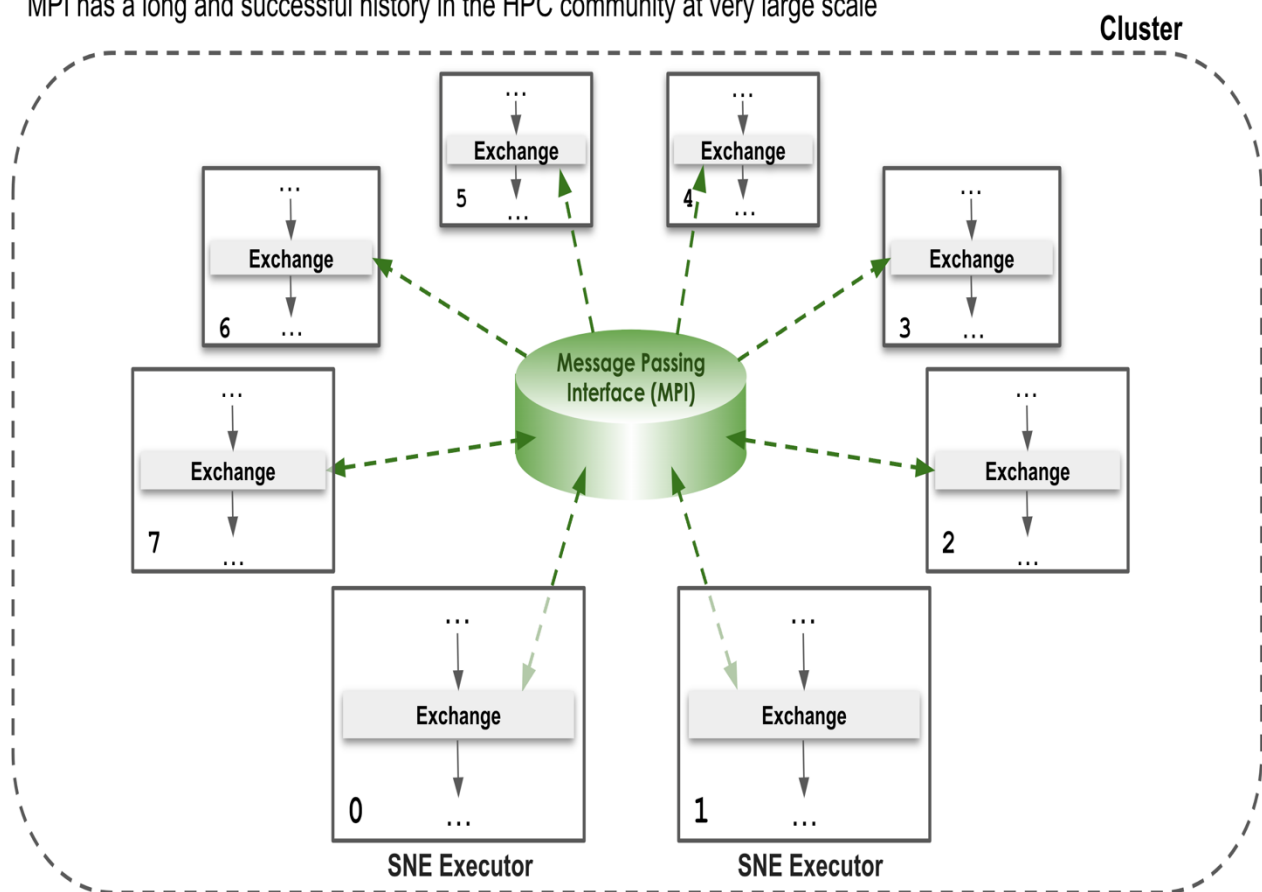 MPI has a long and successful history in the HPC community at very large scale
Cluster
...
Exchange
5
...
...
Exchange
4
...
...
Exchange
6
...
...
Exchange
3
...
Message Passing
Interface (MPI)
...
Exchange
7
...
...
Exchange
2
...
...
Exchange
0
...
SNE Executor
...
Exchange
1
...
SNE Executor